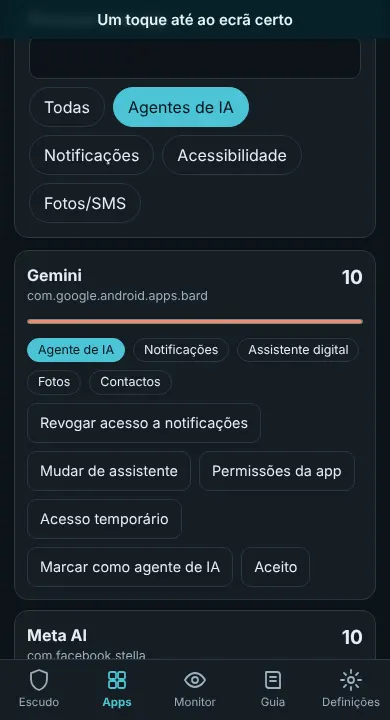 Um toque até ao ecrã certo
Todas
Agentes de IA
Notificações
Acessibilidade
Fotos/SMS
Gemini
10
com.google.android.apps.bard
Agente de IA
Notificações
Assistente digital
Fotos
Contactos
Revogar acesso a notificações
Mudar de assistente
Permissões da app
Acesso temporário
Marcar como agente de IA
Aceito
Meta AI
10
com.facebook.stella
Escudo
Apps
Monitor
Guia
Definições